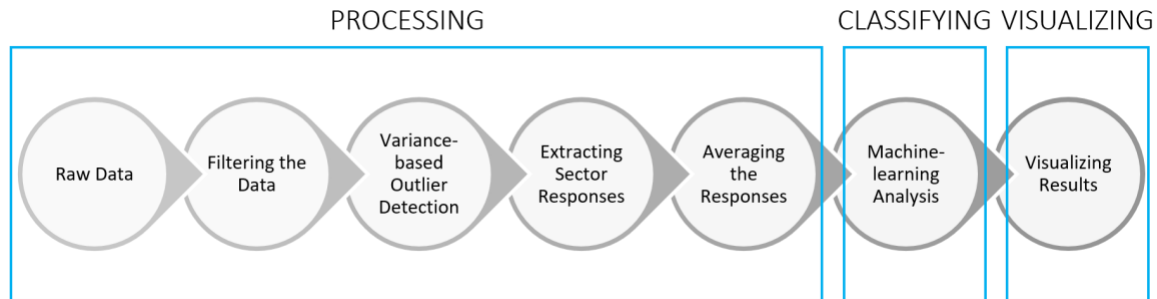 PROCESSING
CLASSIFYING
VISUALIZING
Raw Data
Filtering the
Data
Variance-
based
Outlier
Detection
Extracting
Sector
Responses
Averaging
the
Responses
Machine-
learning
Analysis
Visualizing
Results